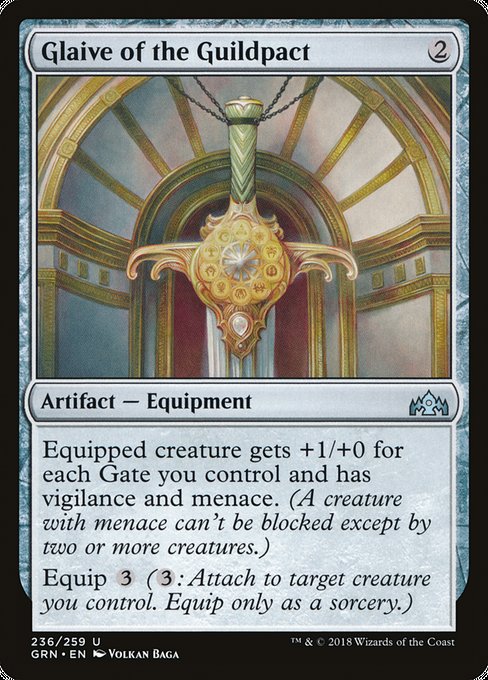 Glaive of the Guildpact 2
Artifact — Equipment
Equipped creature gets +1/+0 for
each Gate you control and has
vigilance and menace. (A creature
with menace can't be blocked except by
two or more creatures.)
Equip 3 (3: Attach to target creature
you control. Equip only as a sorcery.)
236/259 U ™ & © 2018 Wizards of the Coast
GRN • EN Volkan Baga